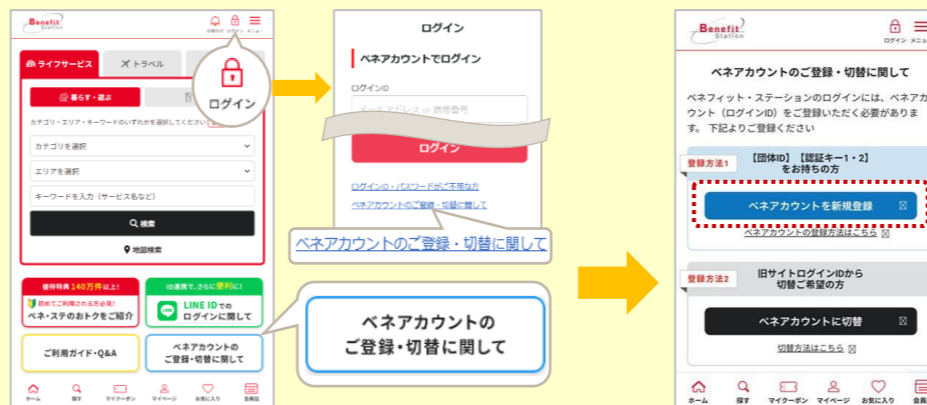 Benefit
Station
お知らせ ログイン メニュー
ライフサービス
トラベル
暮らす・遊ぶ
ログイン
カテゴリ・エリア・キーワードのいずれかを選択してください
カテゴリを選択
エリアを選択
キーワードを入力（サービス名など）
検索
地図検索
優待特典140万件以上!
初めてご利用される方必見!
ベネ・ステのおトクをご紹介
ID連携で、さらに便利に!
LINE
LINE IDでの
ログインに関して
ご利用ガイド・Q&A
ベネアカウントの
ご登録・切替に関して
ホーム 探す マイクーポン マイページ お気に入り 会員証
ログイン
ベネアカウントでログイン
ログインID
メールアドレス or 携帯番号
ログイン
ログインID・パスワードがご不明な方
ベネアカウントのご登録・切替に関して
ベネアカウントのご登録・切替に関して
ベネアカウントの
ご登録・切替に関して
Benefit
Station
ログイン メニュー
ベネアカウントのご登録・切替に関して
ベネフィット・ステーションのログインには、ベネアカ
ウント（ログインID）をご登録いただく必要がありま
す。下記よりご登録ください
登録方法1
【団体ID】【認証キー1・2】
をお持ちの方
ベネアカウントを新規登録
ベネアカウントの登録方法はこちら
登録方法2
旧サイトログインIDから
切替ご希望の方
ベネアカウントに切替
切替方法はこちら
ホーム 探す マイクーポン マイページ お気に入り 会員